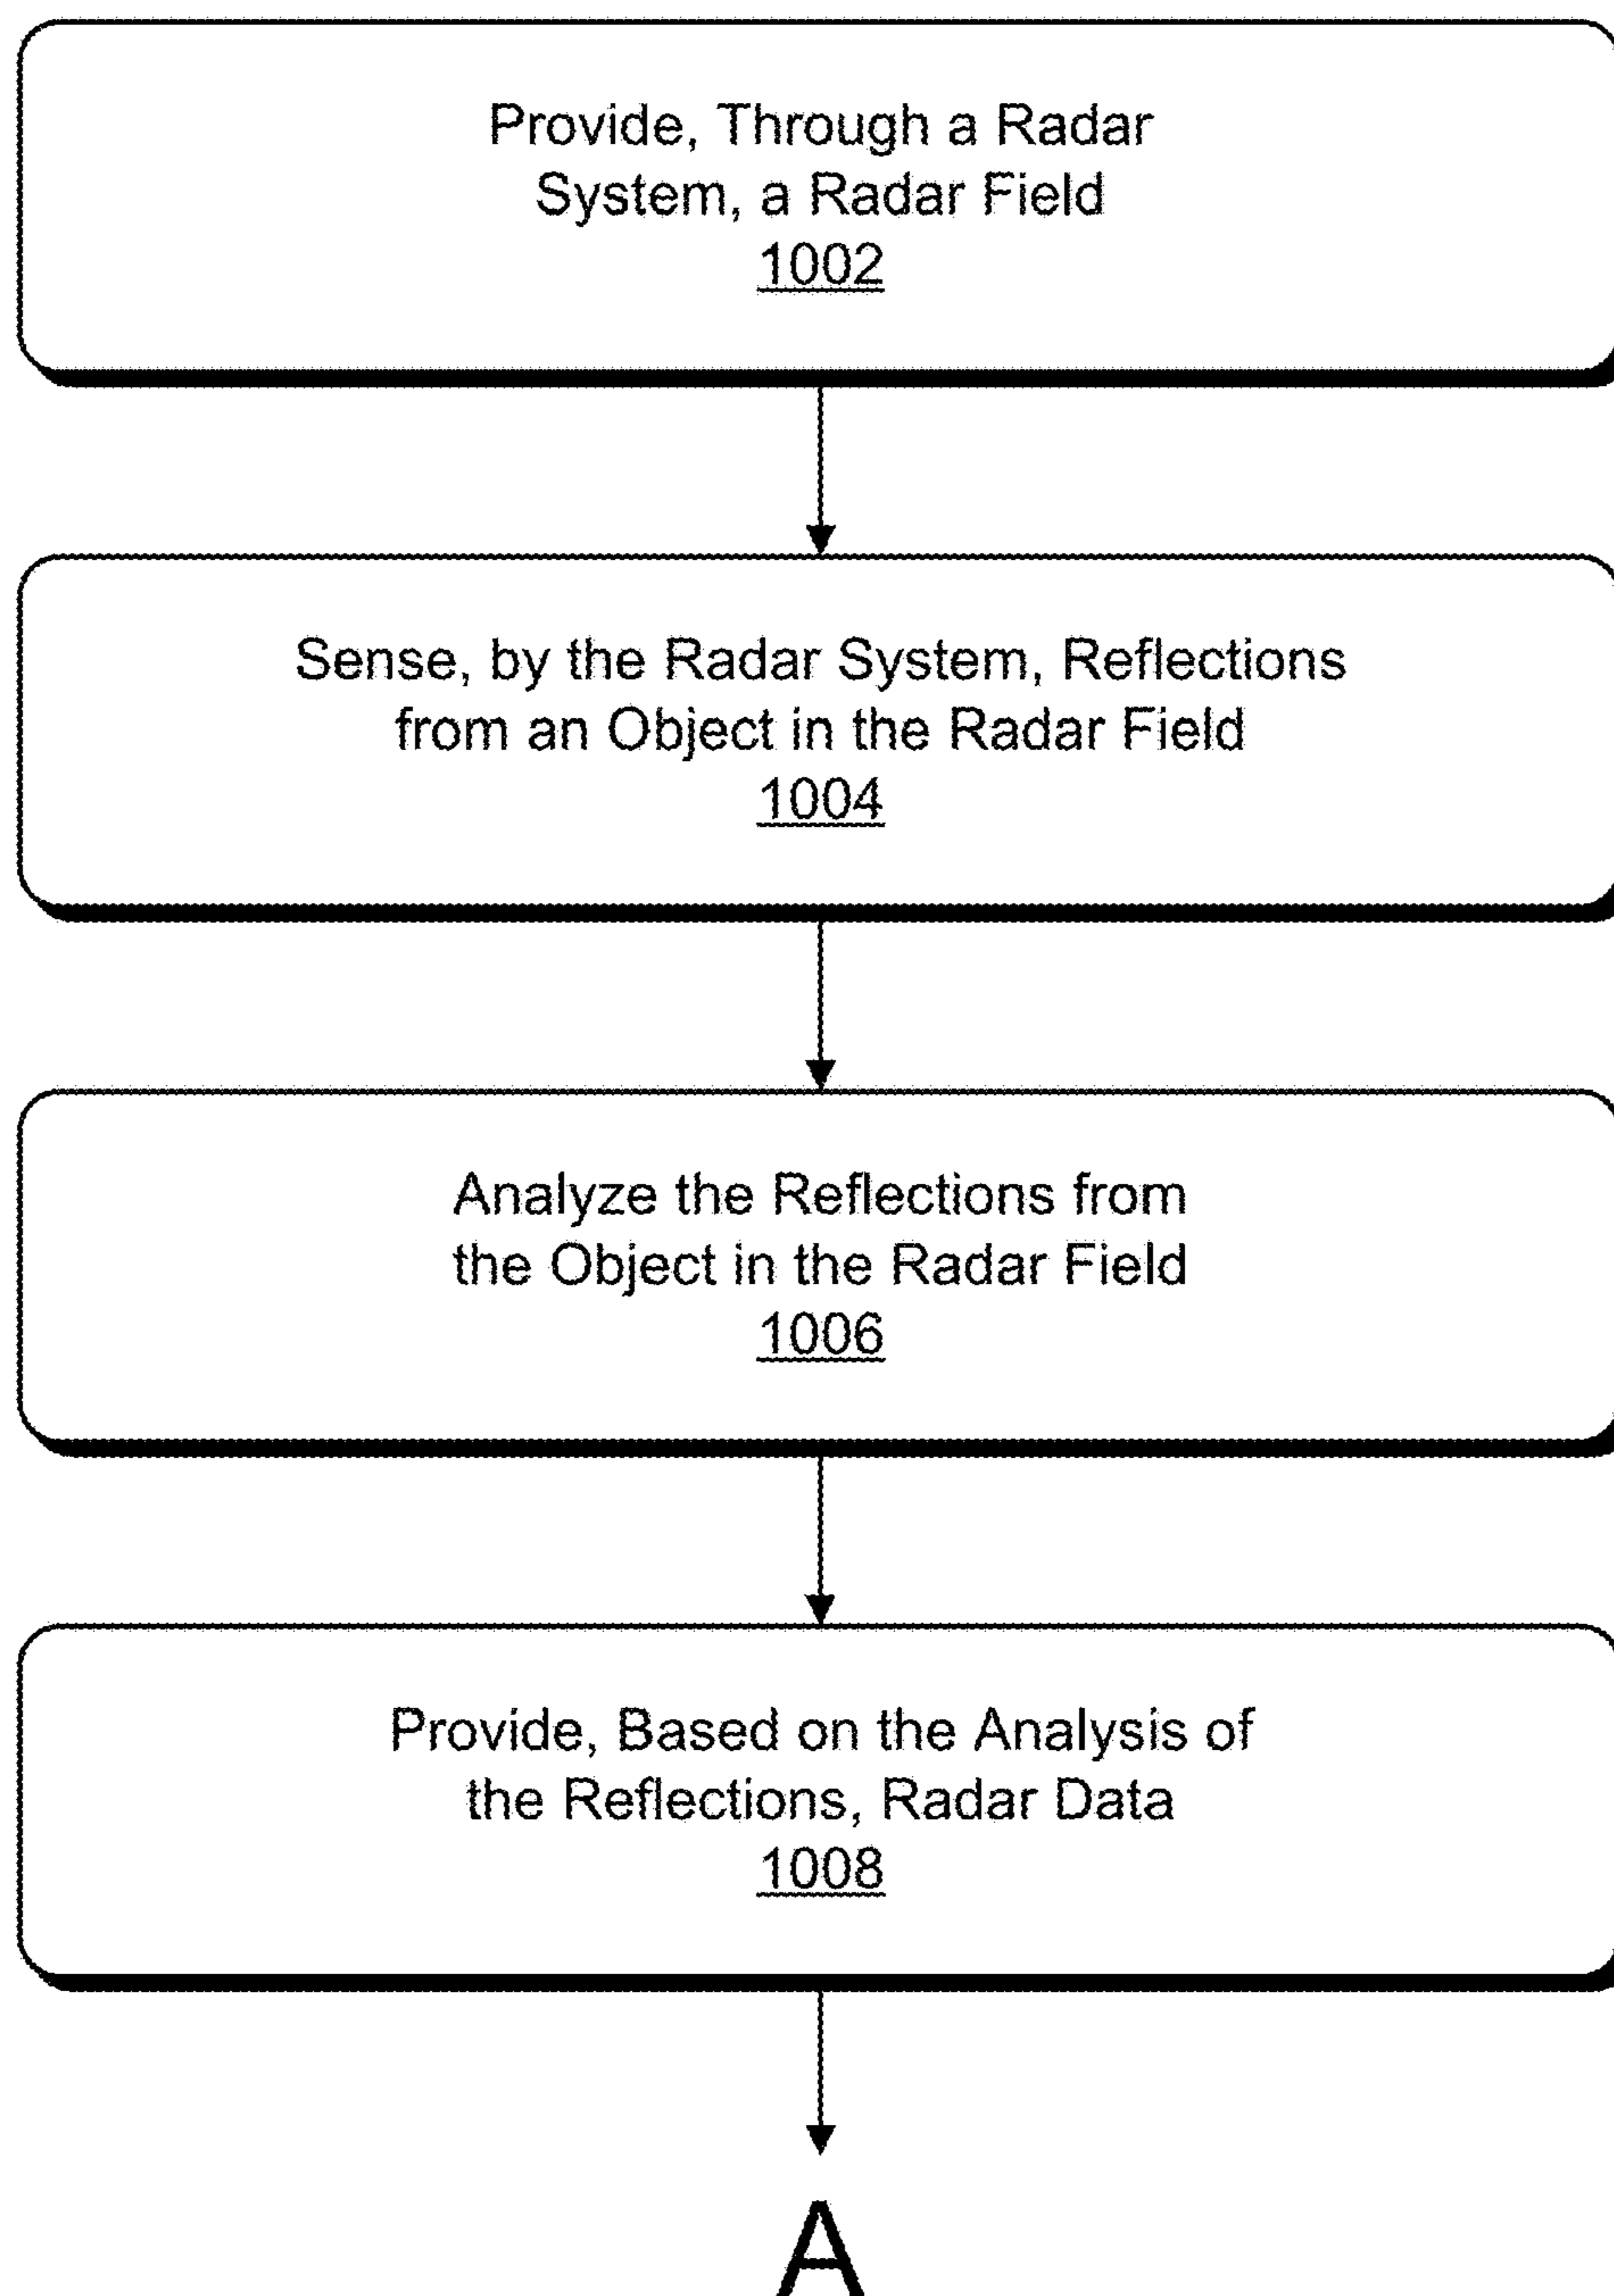 Provide, Through a Radar
System, a Radar Field
1002
Sense, by the Radar System, Reflections
from an Object in the Radar Field
1004
Analyze the Reflections from
the Object in the Radar Field
1006
Provide, Based on the Analysis of
the Reflections, Radar Data
1008
A